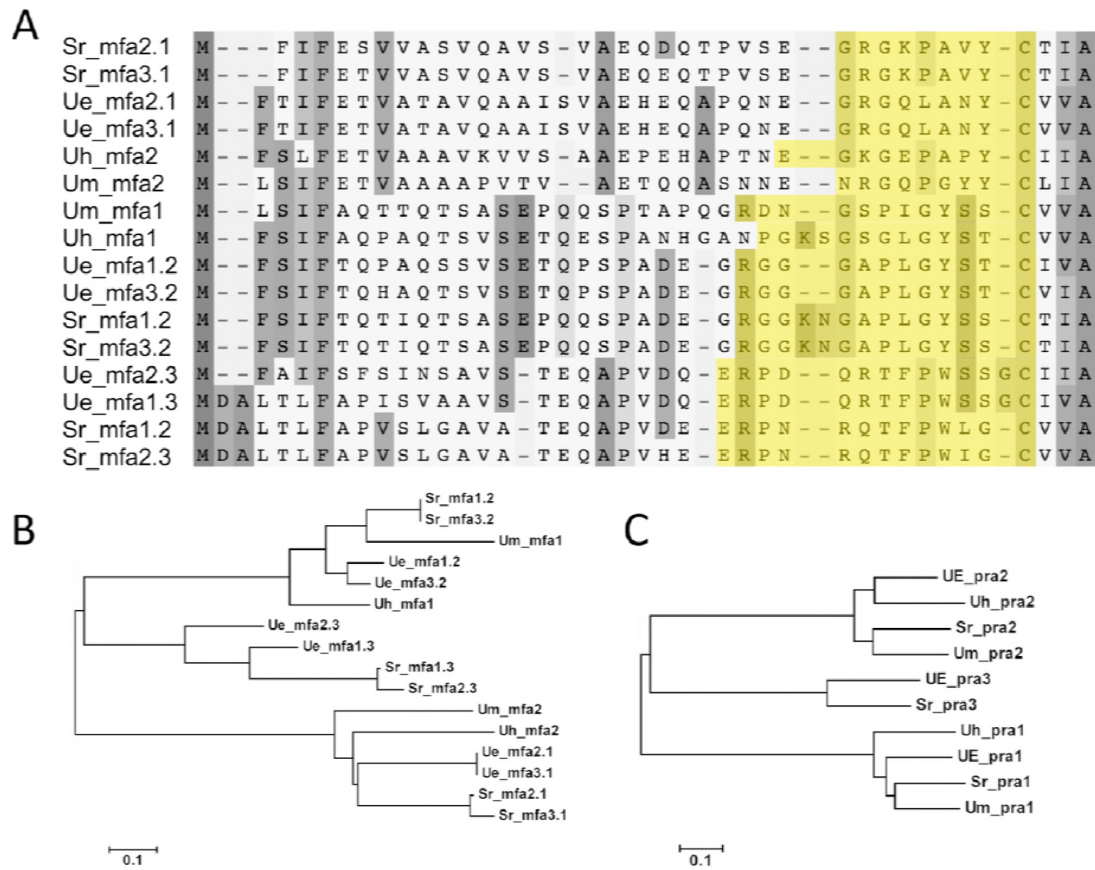 A
Sr_mfa2.1 M---FIFESVVASVQAVS-VAEQDQTPVSE--GRGKPAVY-CTIA
Sr_mfa3.1 M---FIFETVVASVQAVS-VAEQEQTPVSE--GRGKPAVY-CTIA
Ue_mfa2.1 M--FTIFETVATAVQAAISVAEHEQAPQNE--GRGQLANY-CVVA
Ue_mfa3.1 M--FTIFETVATAVQAAISVAEHEQAPQNE--GRGQLANY-CVVA
Uh_mfa2 M--FSLFETVAAAVKVVS-AAEPEHAPTNE--GKGEPAPY-CIIA
Um_mfa2 M--LSIFETVAAAAPVTV--AETQQASNNE--NRGQPGYY-CLIA
Um_mfa1 M--LSIFAQTTQTSASEPQQSPTAPQGRDN--GSPIGYSS-CVVA
Uh_mfa1 M--FSIFAQPAQTSVSETQESPANHGANPGKSGSGLGYST-CVVA
Ue_mfa1.2 M--FSIFTQPAQSSVSETQPSPADE-GRGG--GAPLGYST-CIVA
Ue_mfa3.2 M--FSIFTQHAQTSVSETQPSPADE-GRGG--GAPLGYST-CVIA
Sr_mfa1.2 M--FSIFTQTIQTSASEPQQSPADE-GRGGKNGAPLGYSS-CTIA
Sr_mfa3.2 M--FSIFTQTIQTSASEPQQSPADE-GRGGKNGAPLGYSS-CTIA
Ue_mfa2.3 M--FAIFSFSINSAVS-TEQAPVDQ-ERPD--QRTFPWSSGCIIA
Ue_mfa1.3 MDALTLFAPISVAAVS-TEQAPVDQ-ERPD--QRTFPWSSGCIVA
Sr_mfa1.2 MDALTLFAPVSLGAVA-TEQAPVDE-ERPN--RQTFPWLG-CVVA
Sr_mfa2.3 MDALTLFAPVSLGAVA-TEQAPVHE-ERPN--RQTFPWIG-CVVA
B
Sr_mfa1.2
Sr_mfa3.2
Um_mfa1
Ue_mfa1.2
Ue_mfa3.2
Uh_mfa1
Ue_mfa2.3
Ue_mfa1.3
Sr_mfa1.3
Sr_mfa2.3
Um_mfa2
Uh_mfa2
Ue_mfa2.1
Ue_mfa3.1
Sr_mfa2.1
Sr_mfa3.1
0.1
C
UE_pra2
Uh_pra2
Sr_pra2
Um_pra2
UE_pra3
Sr_pra3
Uh_pra1
UE_pra1
Sr_pra1
Um_pra1
0.1